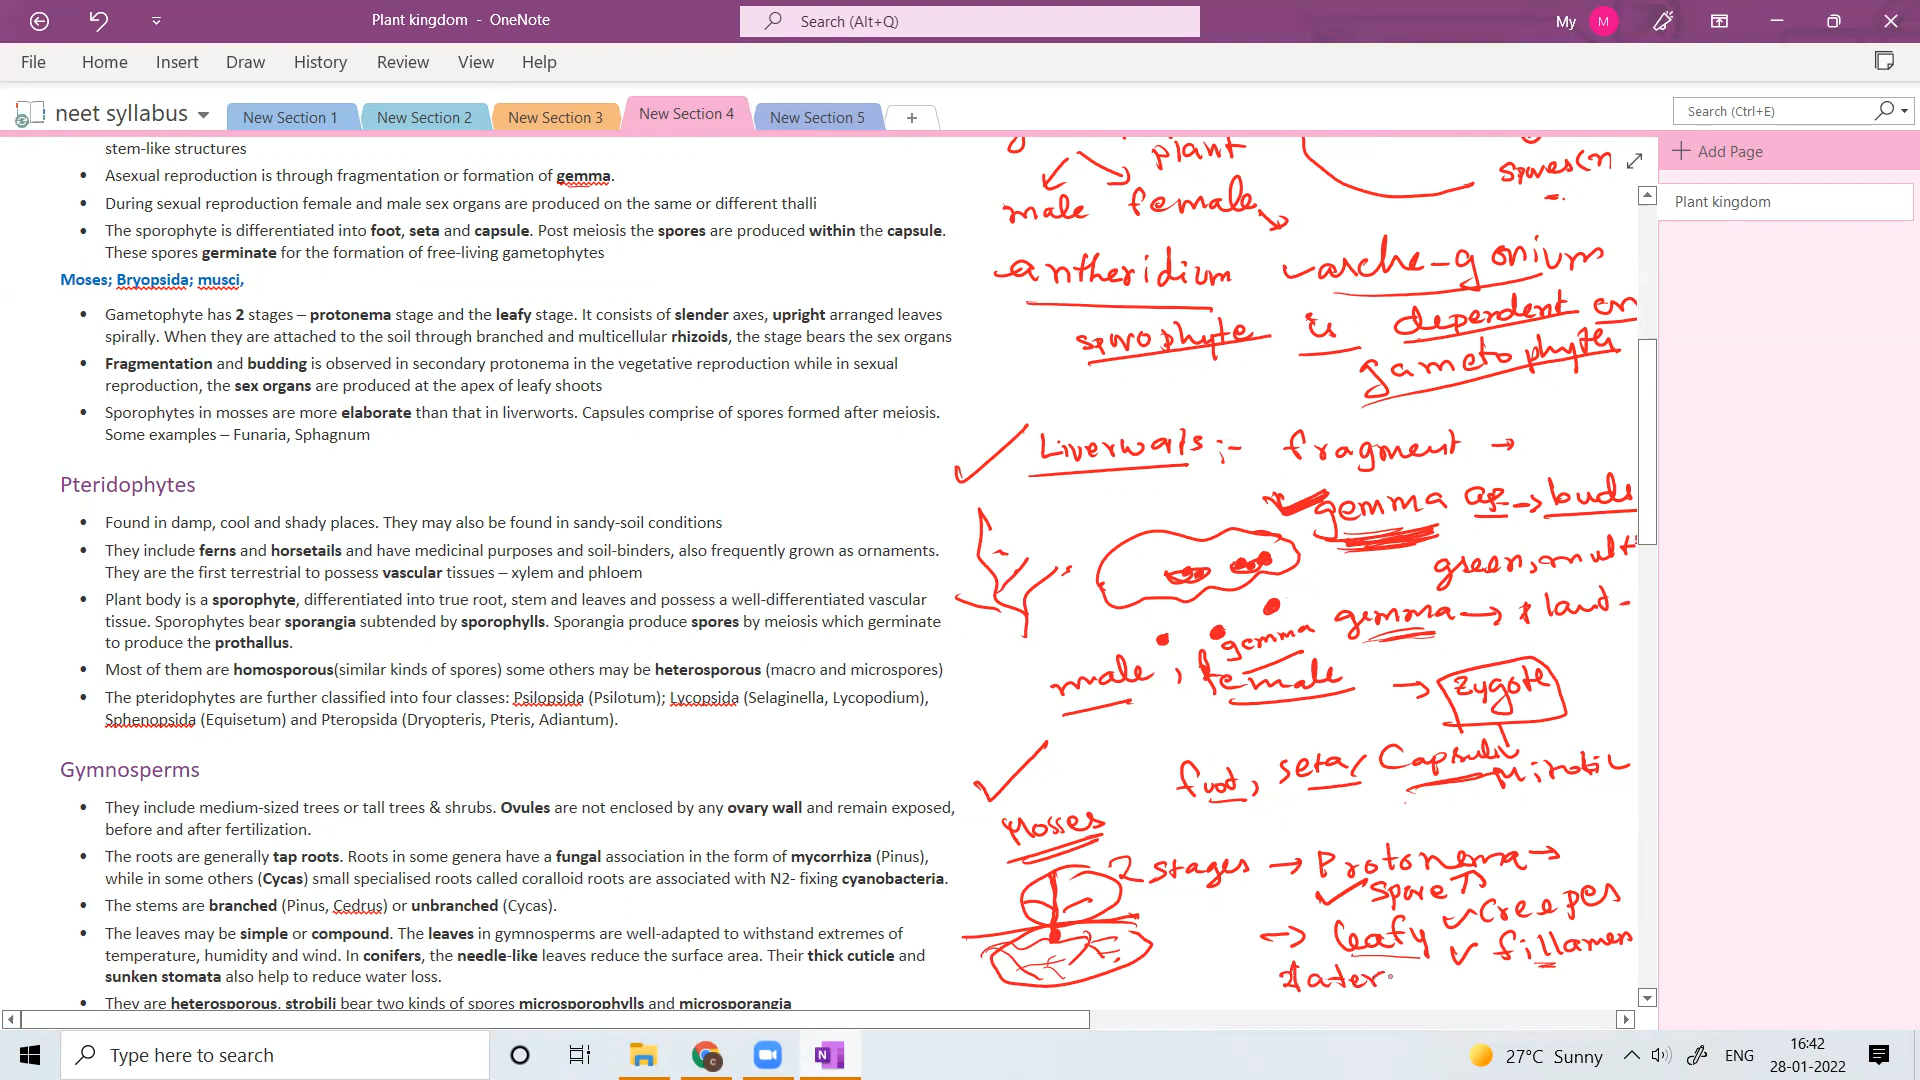 Plant kingdom - OneNote
Search (Alt+Q)
My
M
File Home Insert Draw History Review View Help
neet syllabus
New Section 1
New Section 2
New Section 3
New Section 4
New Section 5
+
Search (Ctrl+E)
Add Page
Plant kingdom
stem-like structures
• Asexual reproduction is through fragmentation or formation of gemma.
• During sexual reproduction female and male sex organs are produced on the same or different thalli
• The sporophyte is differentiated into foot, seta and capsule. Post meiosis the spores are produced within the capsule.
These spores germinate for the formation of free-living gametophytes
Moses; Bryopsida; musci,
• Gametophyte has 2 stages – protonema stage and the leafy stage. It consists of slender axes, upright arranged leaves
spirally. When they are attached to the soil through branched and multicellular rhizoids, the stage bears the sex organs
• Fragmentation and budding is observed in secondary protonema in the vegetative reproduction while in sexual
reproduction, the sex organs are produced at the apex of leafy shoots
• Sporophytes in mosses are more elaborate than that in liverworts. Capsules comprise of spores formed after meiosis.
Some examples – Funaria, Sphagnum
Pteridophytes
• Found in damp, cool and shady places. They may also be found in sandy-soil conditions
• They include ferns and horsetails and have medicinal purposes and soil-binders, also frequently grown as ornaments.
They are the first terrestrial to possess vascular tissues – xylem and phloem
• Plant body is a sporophyte, differentiated into true root, stem and leaves and possess a well-differentiated vascular
tissue. Sporophytes bear sporangia subtended by sporophylls. Sporangia produce spores by meiosis which germinate
to produce the prothallus.
• Most of them are homosporous(similar kinds of spores) some others may be heterosporous (macro and microspores)
• The pteridophytes are further classified into four classes: Psilopsida (Psilotum); Lycopsida (Selaginella, Lycopodium),
Sphenopsida (Equisetum) and Pteropsida (Dryopteris, Pteris, Adiantum).
Gymnosperms
• They include medium-sized trees or tall trees & shrubs. Ovules are not enclosed by any ovary wall and remain exposed,
before and after fertilization.
• The roots are generally tap roots. Roots in some genera have a fungal association in the form of mycorrhiza (Pinus),
while in some others (Cycas) small specialised roots called coralloid roots are associated with N2- fixing cyanobacteria.
• The stems are branched (Pinus, Cedrus) or unbranched (Cycas).
• The leaves may be simple or compound. The leaves in gymnosperms are well-adapted to withstand extremes of
temperature, humidity and wind. In conifers, the needle-like leaves reduce the surface area. Their thick cuticle and
sunken stomata also help to reduce water loss.
• They are heterosporous, strobili bear two kinds of spores microsporophylls and microsporangia
plant
spores(n
male female
antheridium arche-gonium
sporophyte is dependent on
gametophytes
Liverwals :- fragment →
gemma → buds
green, mult
gemma gemma →
male, female → Zygote
foot, seta, Capsule
Mosses
2 stages → Protonema →
spore creepes
→ leafy fillamen
later
Type here to search
27°C Sunny
ENG
16:42
28-01-2022